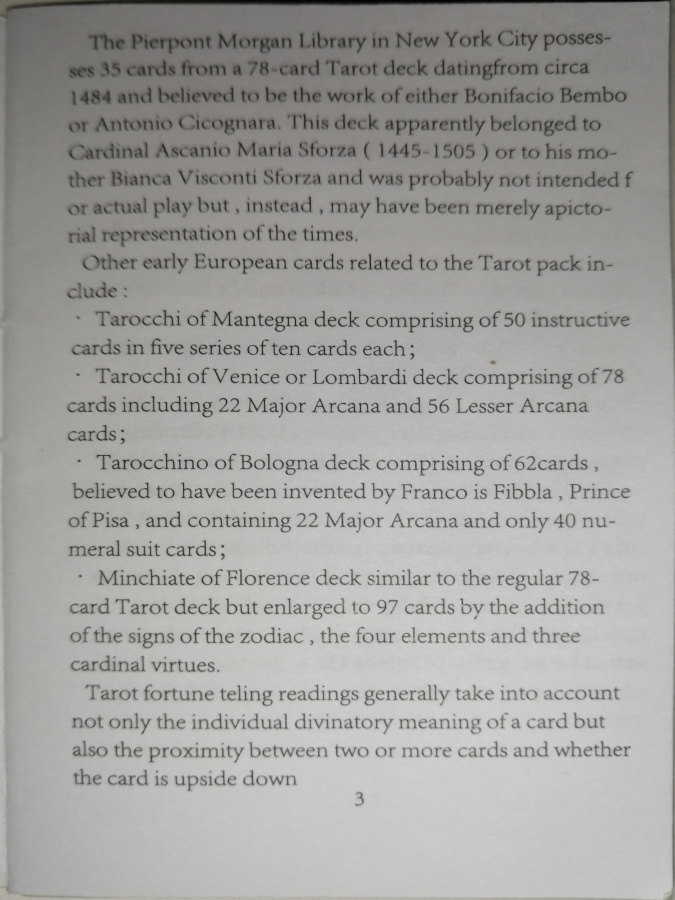 The Pierpont Morgan Library in New York City posses-
ses 35 cards from a 78-card Tarot deck datingfrom circa
1484 and believed to be the work of either Bonifacio Bembo
or Antonio Cicognara. This deck apparently belonged to
Cardinal Ascanio Maria Sforza ( 1445-1505 ) or to his mo-
ther Bianca Visconti Sforza and was probably not intended f
or actual play but , instead , may have been merely apicto-
rial representation of the times.
Other early European cards related to the Tarot pack in-
clude :
· Tarocchi of Mantegna deck comprising of 50 instructive
cards in five series of ten cards each ;
· Tarocchi of Venice or Lombardi deck comprising of 78
cards including 22 Major Arcana and 56 Lesser Arcana
cards ;
· Tarocchino of Bologna deck comprising of 62cards ,
believed to have been invented by Franco is Fibbla , Prince
of Pisa , and containing 22 Major Arcana and only 40 nu-
meral suit cards ;
· Minchiate of Florence deck similar to the regular 78-
card Tarot deck but enlarged to 97 cards by the addition
of the signs of the zodiac , the four elements and three
cardinal virtues.
Tarot fortune teling readings generally take into account
not only the individual divinatory meaning of a card but
also the proximity between two or more cards and whether
the card is upside down
3